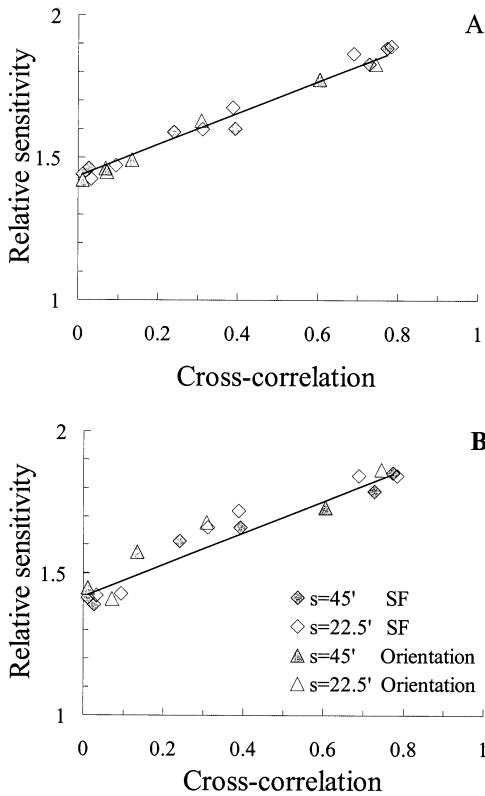 A
2
1.5
1
Relative sensitivity
0 0.2 0.4 0.6 0.8 1
Cross-correlation
B
2
1.5
1
Relative sensitivity
s=45' SF
s=22.5' SF
s=45' Orientation
s=22.5' Orientation
0 0.2 0.4 0.6 0.8 1
Cross-correlation